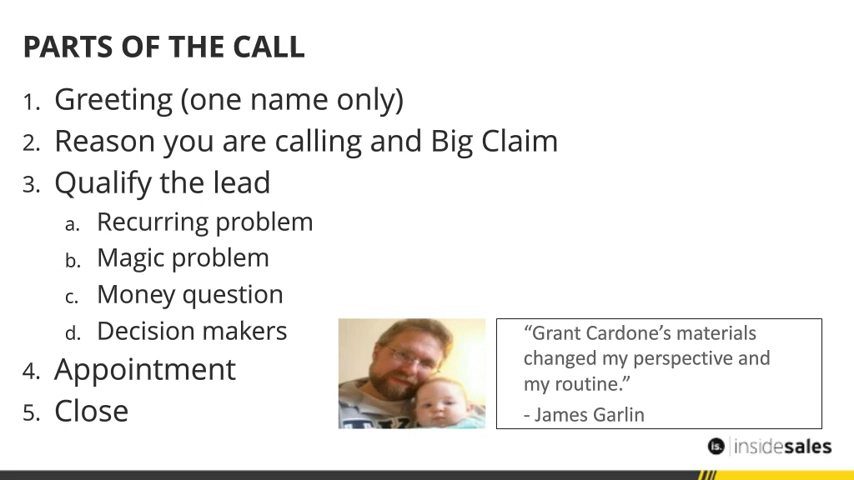 PARTS OF THE CALL
1. Greeting (one name only)
2. Reason you are calling and Big Claim
3. Qualify the lead
a. Recurring problem
b. Magic problem
c. Money question
d. Decision makers
4. Appointment
5. Close
“Grant Cardone’s materials
changed my perspective and
my routine.”
- James Garlin
is. insidesales